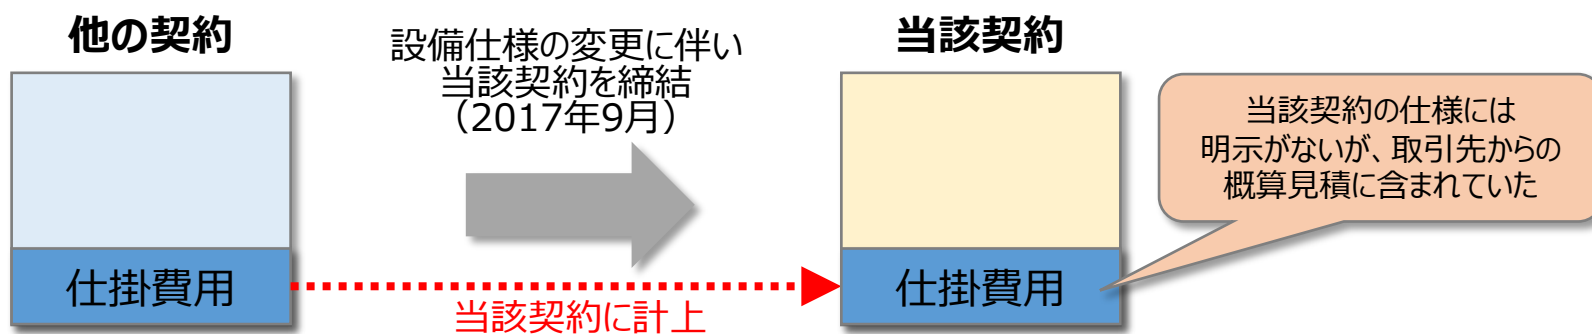 他の契約
設備仕様の変更に伴い
当該契約を締結
（2017年9月）
当該契約
当該契約の仕様には
明示がないが、取引先からの
概算見積に含まれていた
仕掛費用
当該契約に計上
仕掛費用